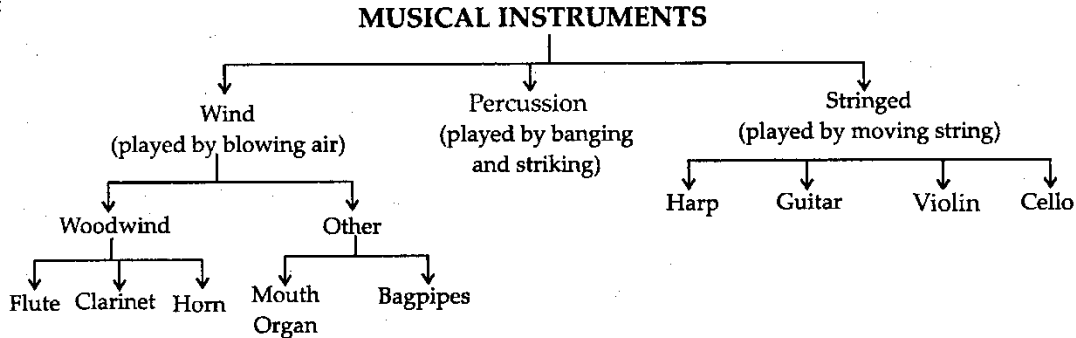 MUSICAL INSTRUMENTS
Wind
(played by blowing air)
Percussion
(played by banging
and striking)
Stringed
(played by moving string)
Harp Guitar Violin Cello
Woodwind Other
Flute Clarinet Horn Mouth
Organ Bagpipes